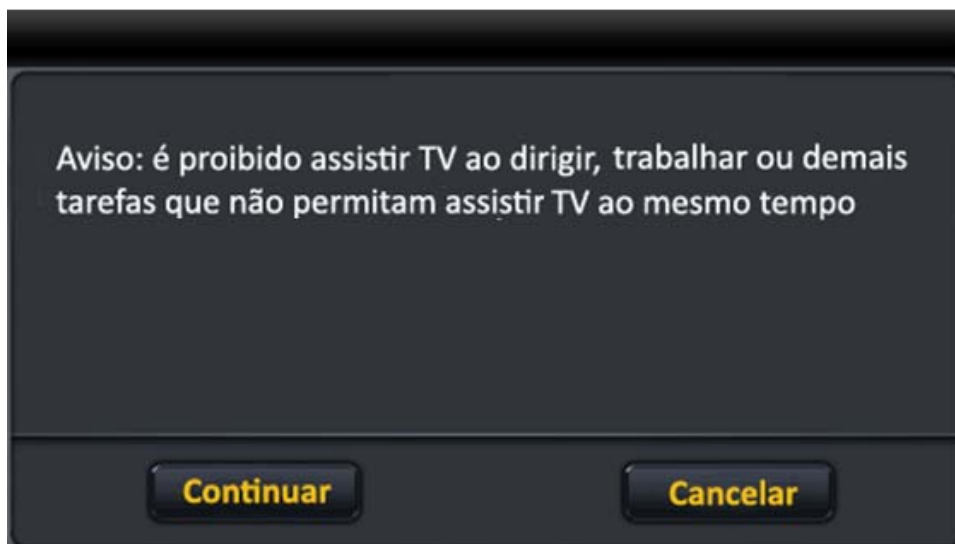 Aviso: é proibido assistir TV ao dirigir, trabalhar ou demais
tarefas que não permitam assistir TV ao mesmo tempo
Continuar
Cancelar